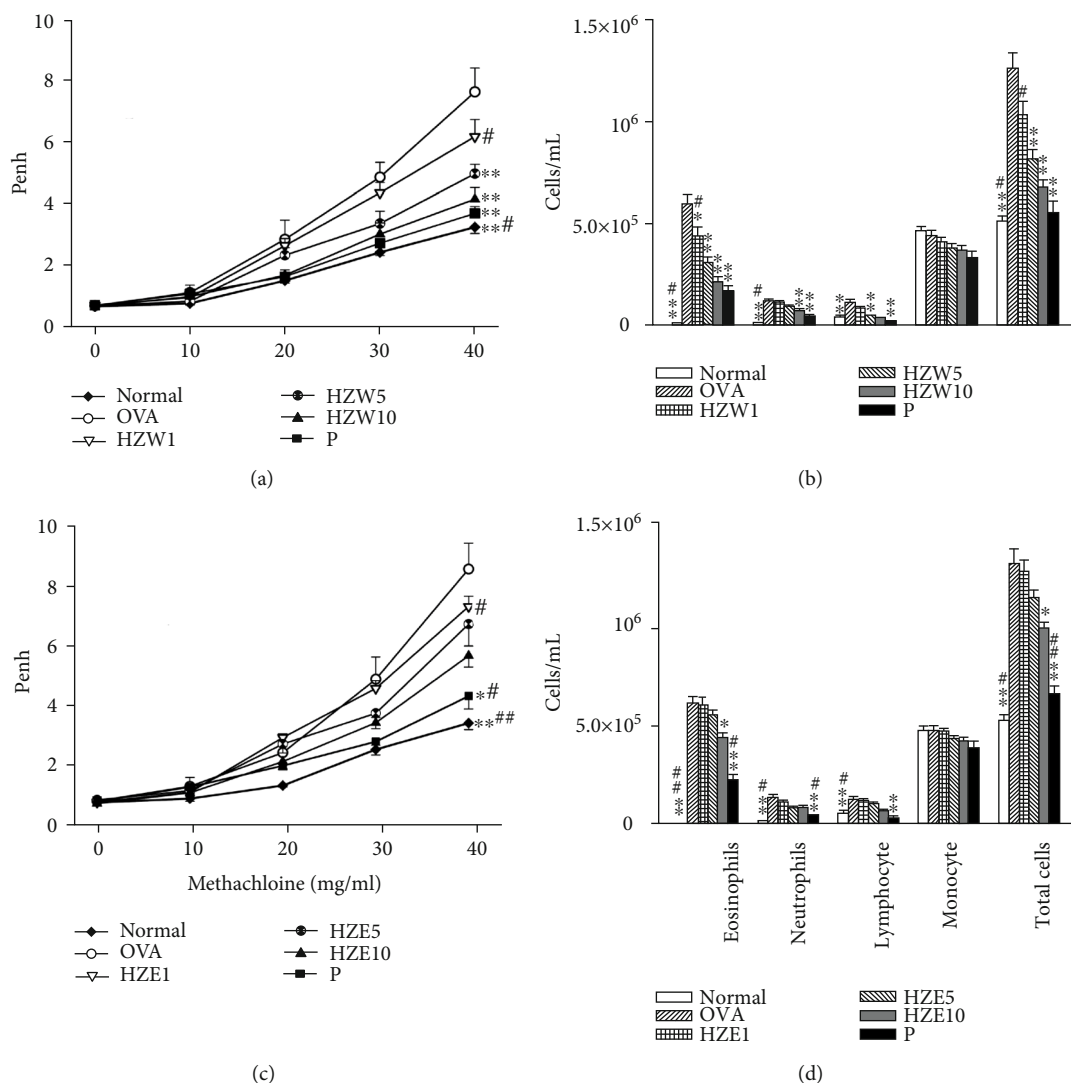 10
8
6
4
2
0
Penh
#
**
**
**
**#
0 10 20 30 40
Normal
OVA
HZW1
HZW5
HZW10
P
(a)
1.5×10⁶
10⁶
5.0×10⁵
0
Cells/mL
#
**
#
*
**
**
**
#
**
**
**
**
**
**
#
**
#
**
**
**
Normal
OVA
HZW1
HZW5
HZW10
P
(b)
10
8
6
4
2
0
Penh
#
*#
**##
0 10 20 30 40
Methachloine (mg/ml)
Normal
OVA
HZE1
HZE5
HZE10
P
(c)
1.5×10⁶
10⁶
5.0×10⁵
0
Cells/mL
##
**
*
#
**
#
**
#
**
#
**
**
#
**
*
##
**
Eosinophils
Neutrophils
Lymphocyte
Monocyte
Total cells
Normal
OVA
HZE1
HZE5
HZE10
P
(d)